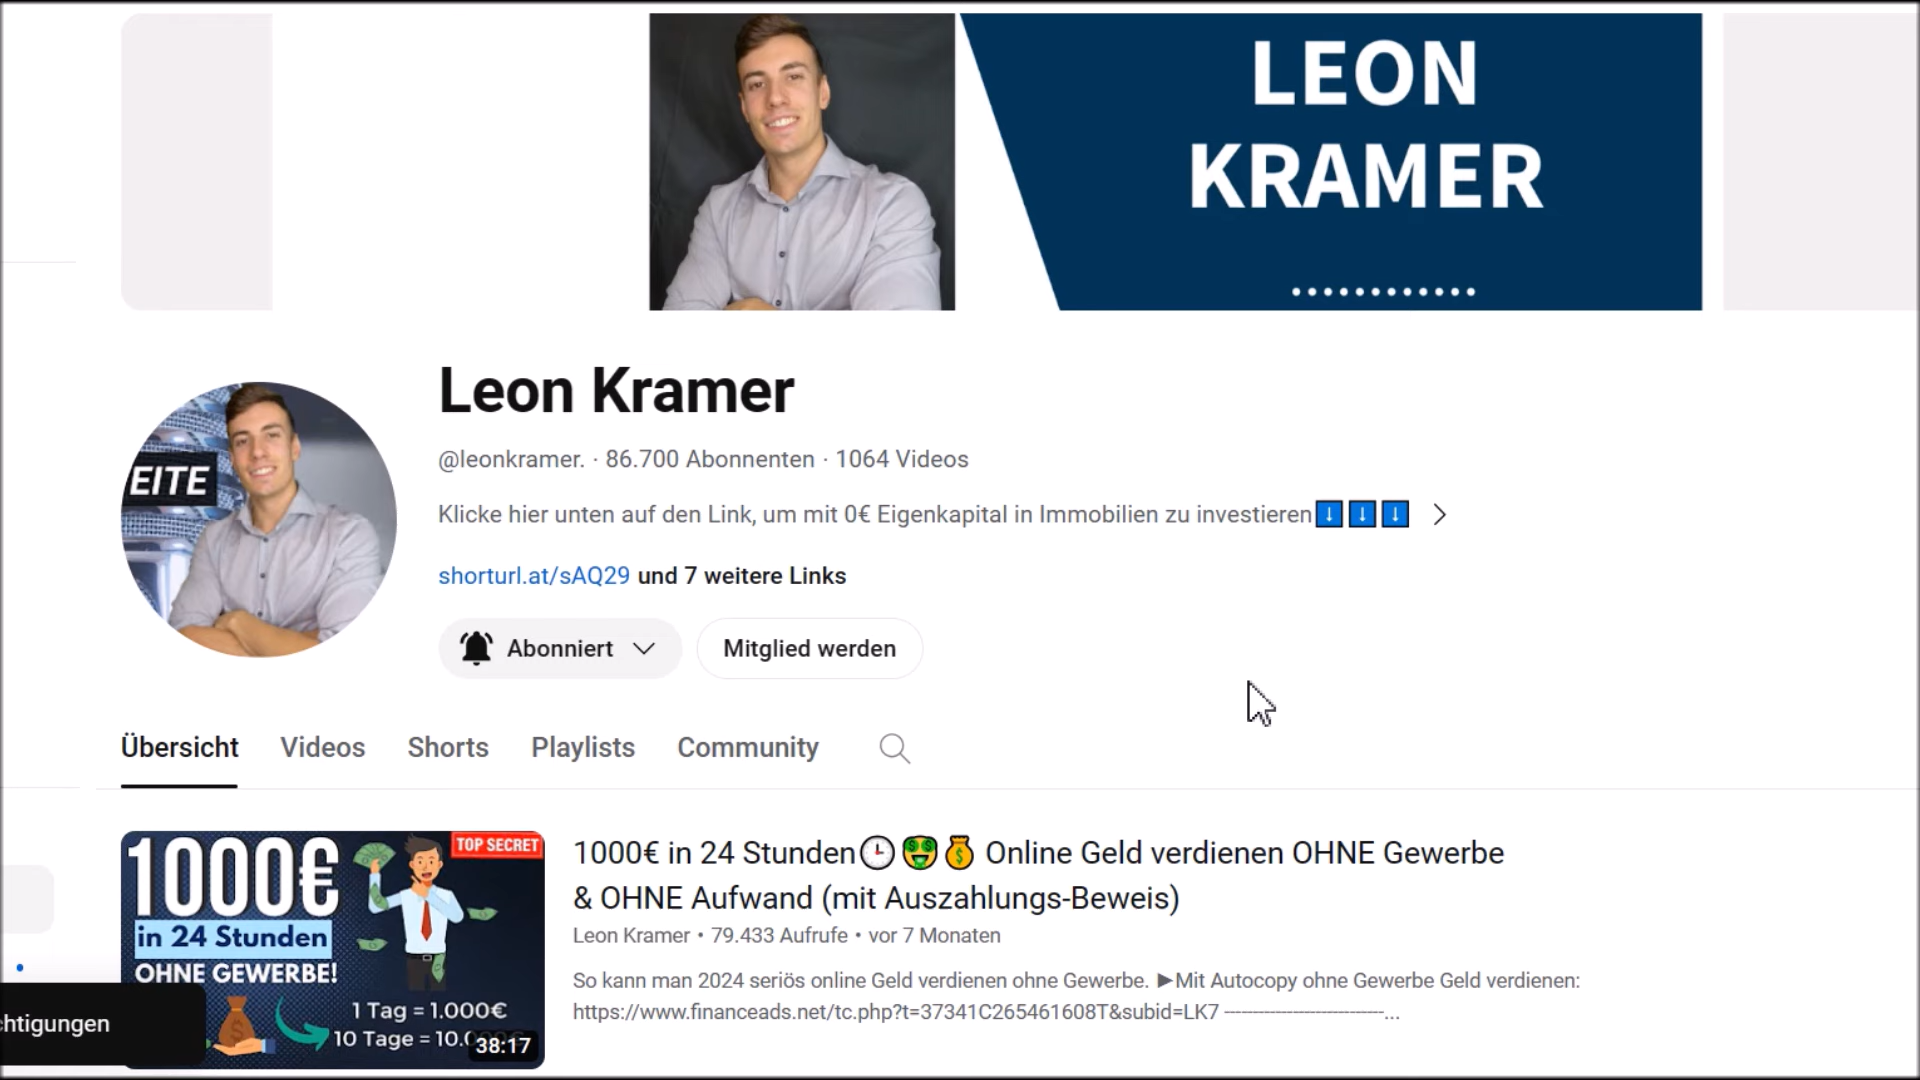 LEON
KRAMER
EITE
Leon Kramer
@leonkramer. · 86.700 Abonnenten · 1064 Videos
Klicke hier unten auf den Link, um mit 0€ Eigenkapital in Immobilien zu investieren⬇️⬇️⬇️
shorturl.at/sAQ29 und 7 weitere Links
Abonniert
Mitglied werden
Übersicht Videos Shorts Playlists Community
1000€
TOP SECRET
in 24 Stunden
OHNE GEWERBE!
1 Tag = 1.000€
10 Tage = 10.0
38:17
1000€ in 24 Stunden🕒🤑💰 Online Geld verdienen OHNE Gewerbe
& OHNE Aufwand (mit Auszahlungs-Beweis)
Leon Kramer • 79.433 Aufrufe • vor 7 Monaten
So kann man 2024 seriös online Geld verdienen ohne Gewerbe. ►Mit Autocopy ohne Gewerbe Geld verdienen:
https://www.financeads.net/tc.php?t=37341C265461608T&subid=LK7 ----------------------------...
chtigungen